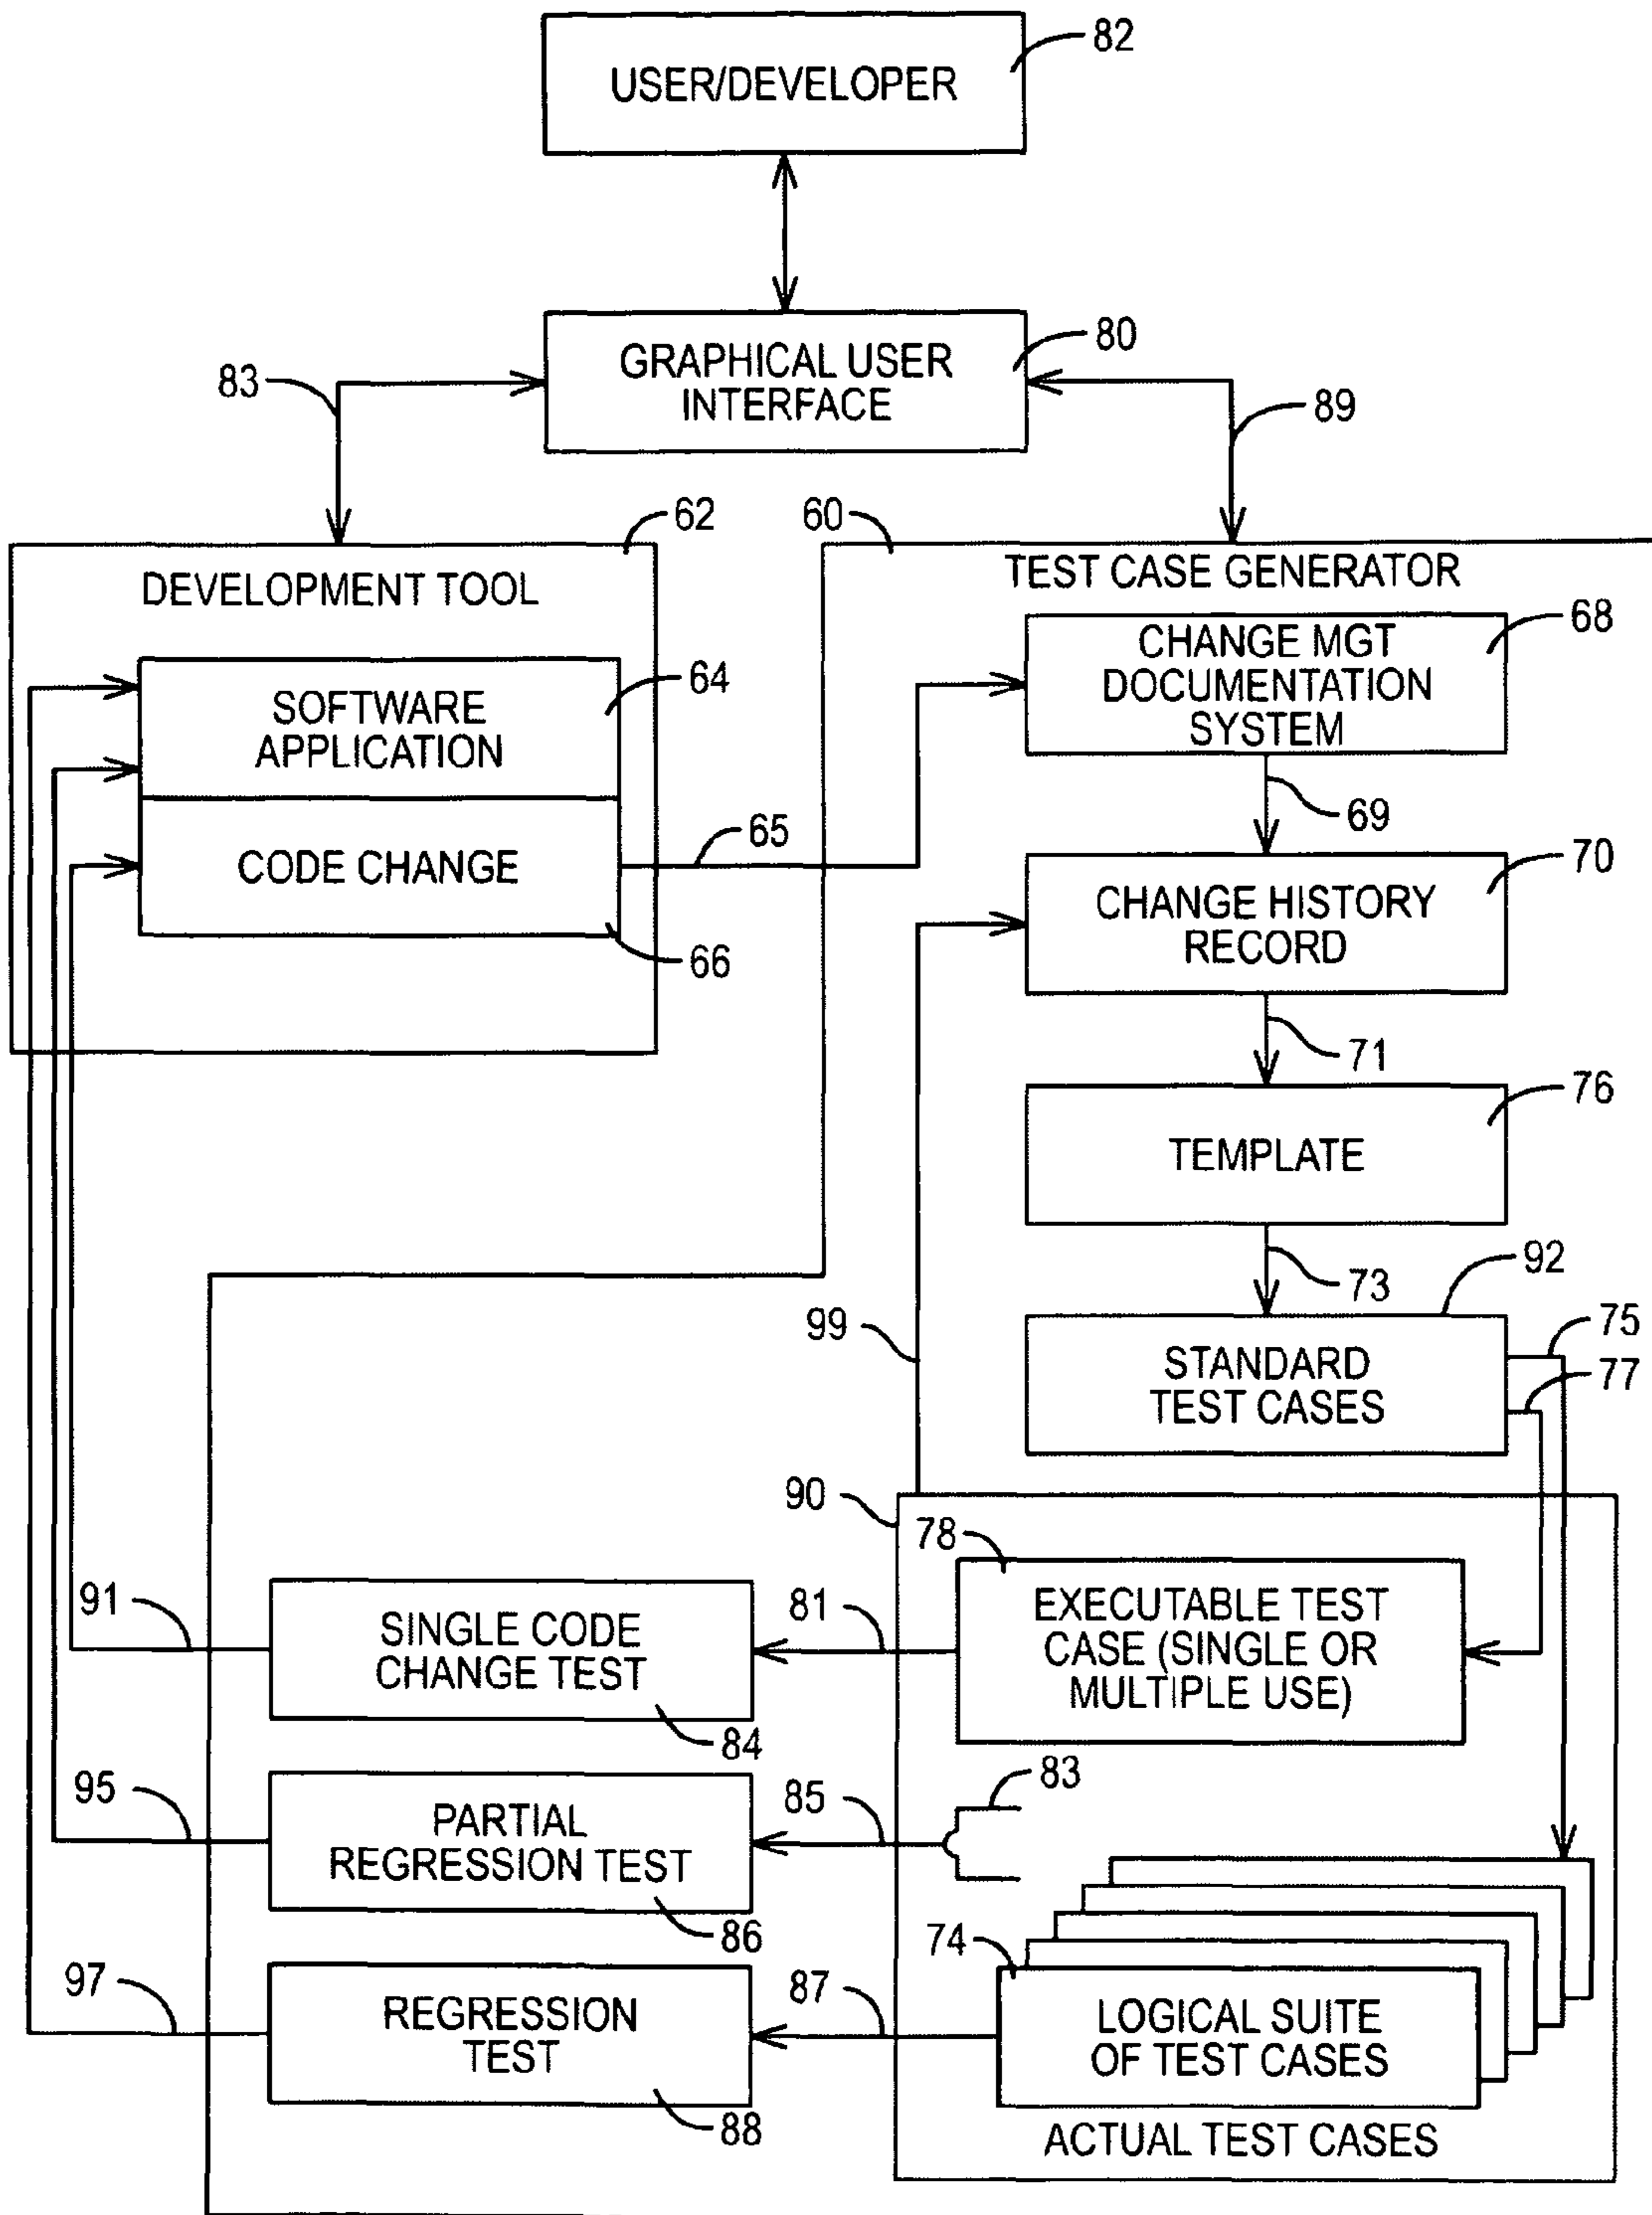 82
USER/DEVELOPER
80
GRAPHICAL USER
INTERFACE
83
89
62
60
DEVELOPMENT TOOL
TEST CASE GENERATOR
68
CHANGE MGT
DOCUMENTATION
SYSTEM
64
SOFTWARE
APPLICATION
69
65
CODE CHANGE
70
CHANGE HISTORY
RECORD
66
71
76
TEMPLATE
92
73
99
75
STANDARD
TEST CASES
77
90
78
91
81
EXECUTABLE TEST
CASE (SINGLE OR
MULTIPLE USE)
SINGLE CODE
CHANGE TEST
84
83
95
85
PARTIAL
REGRESSION TEST
86
74
97
87
REGRESSION
TEST
LOGICAL SUITE
OF TEST CASES
88
ACTUAL TEST CASES